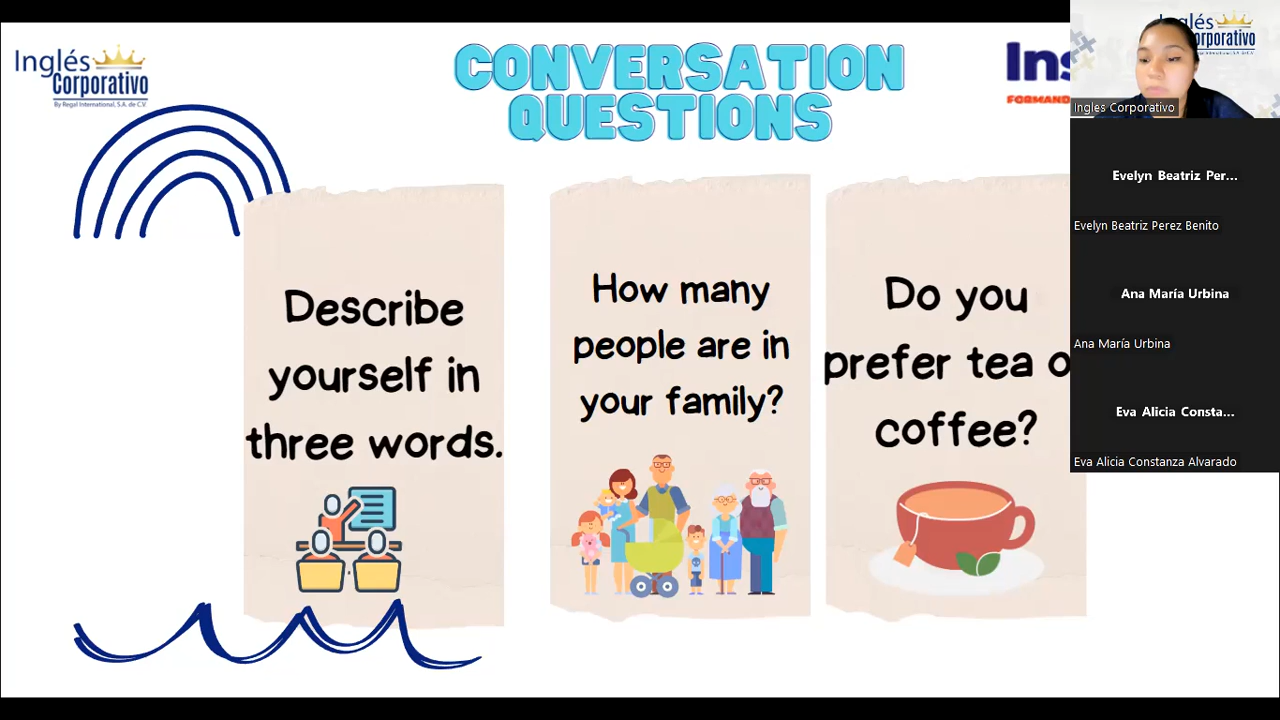 Inglés
Corporativo
By Regal International, S.A. de C.V.
CONVERSATION
QUESTIONS
Ins
FORMAND
Describe
yourself in
three words.
How many
people are in
your family?
Do you
prefer tea o
coffee?
Inglés
Corporativo
Ingles Corporativo
Evelyn Beatriz Per...
Evelyn Beatriz Perez Benito
Ana María Urbina
Ana María Urbina
Eva Alicia Consta...
Eva Alicia Constanza Alvarado